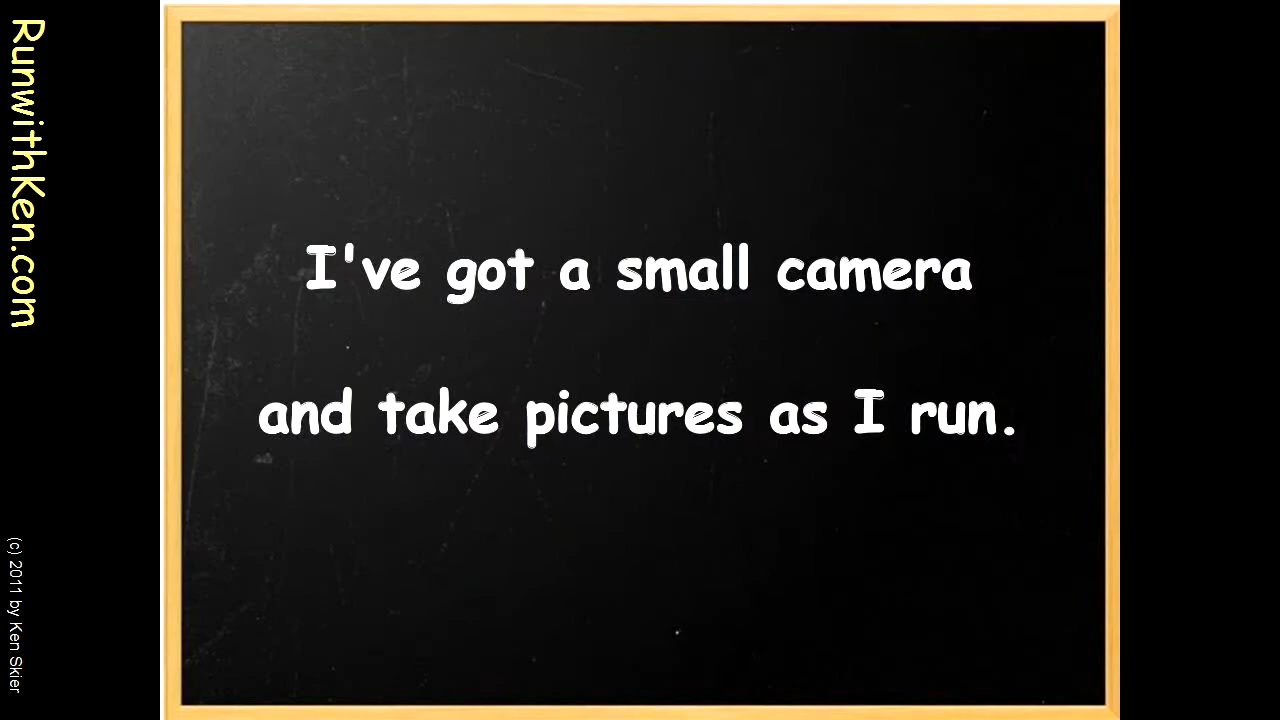 RunwithKen.com
I've got a small camera
and take pictures as I run.
(c) 2011 by Ken Skier